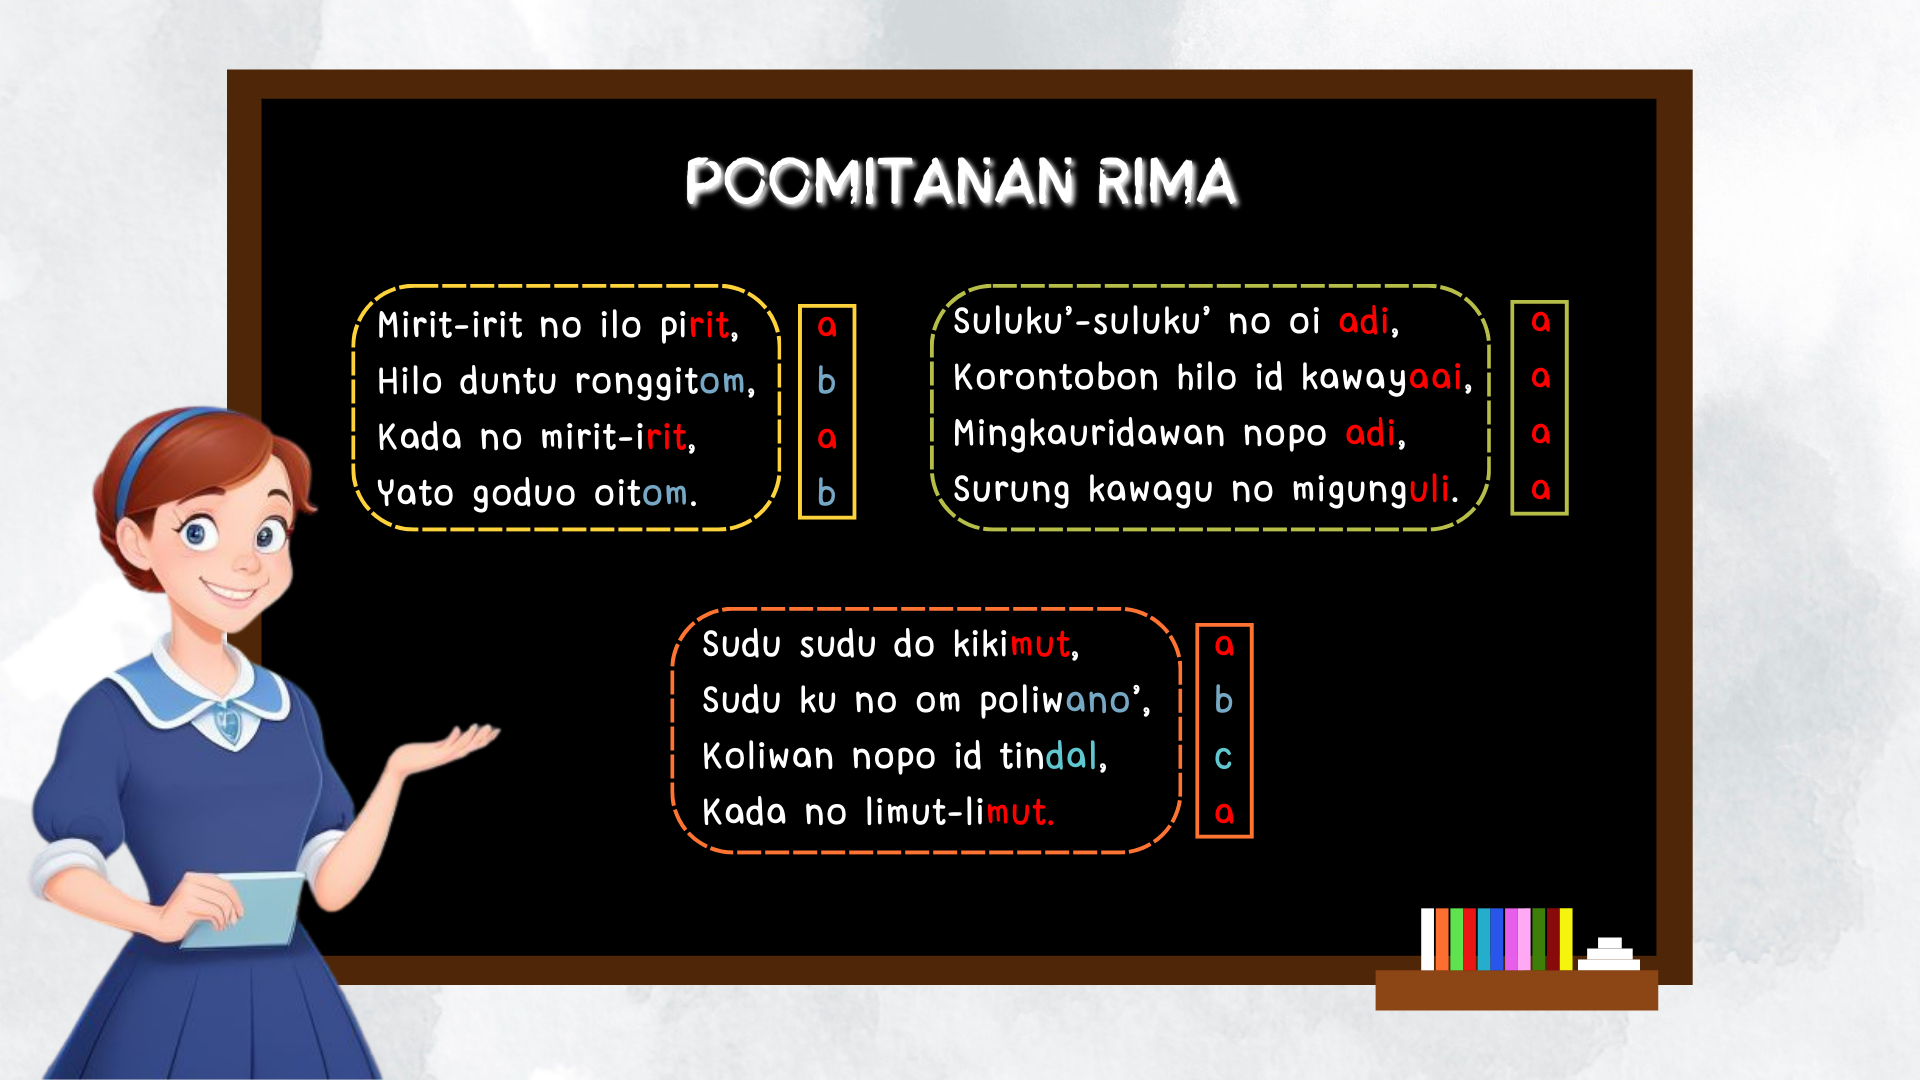 POOMITANAN RIMA
Mirit-irit no ilo pirit, a
Hilo duntu ronggitom, b
Kada no mirit-irit, a
Yato goduo oitom. b
Suluku’-suluku’ no oi adi, a
Korontobon hilo id kawayaai, a
Mingkauridawan nopo adi, a
Surung kawagu no migunguli. a
Sudu sudu do kikimut, a
Sudu ku no om poliwano’, b
Koliwan nopo id tindal, c
Kada no limut-limut. a